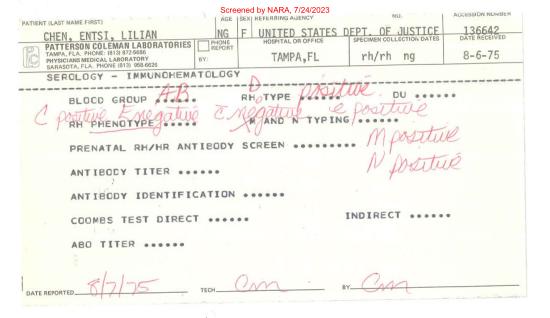 Screened by NARA, 7/24/2023
PATIENT (LAST NAME FIRST) AGE SEX REFERRING AGENCY NO. ACCESSION NUMBER
CHEN, ENTSI, LILIAN NG F UNITED STATES DEPT. OF JUSTICE 136642
PATTERSON COLEMAN LABORATORIES PHONE REPORT HOSPITAL OR OFFICE SPECIMEN COLLECTION DATES DATE RECEIVED
TAMPA, FLA. PHONE: (813) 872-5686
PHYSICIANS MEDICAL LABORATORY BY: TAMPA,FL rh/rh ng 8-6-75
SARASOTA, FLA. PHONE (813) 958-6626
SEROLOGY - IMMUNOHEMATOLOGY
BLOOD GROUP AB RH TYPE D positive DU ......
C positive E negative c negative e positive
RH PHENOTYPE ...... M AND N TYPING ......
M positive
PRENATAL RH/HR ANTIBODY SCREEN .........
N positive
ANTIBODY TITER ......
ANTIBODY IDENTIFICATION ......
COOMBS TEST DIRECT ...... INDIRECT ......
ABO TITER ......
DATE REPORTED 8/7/75 TECH. Cm BY Cm